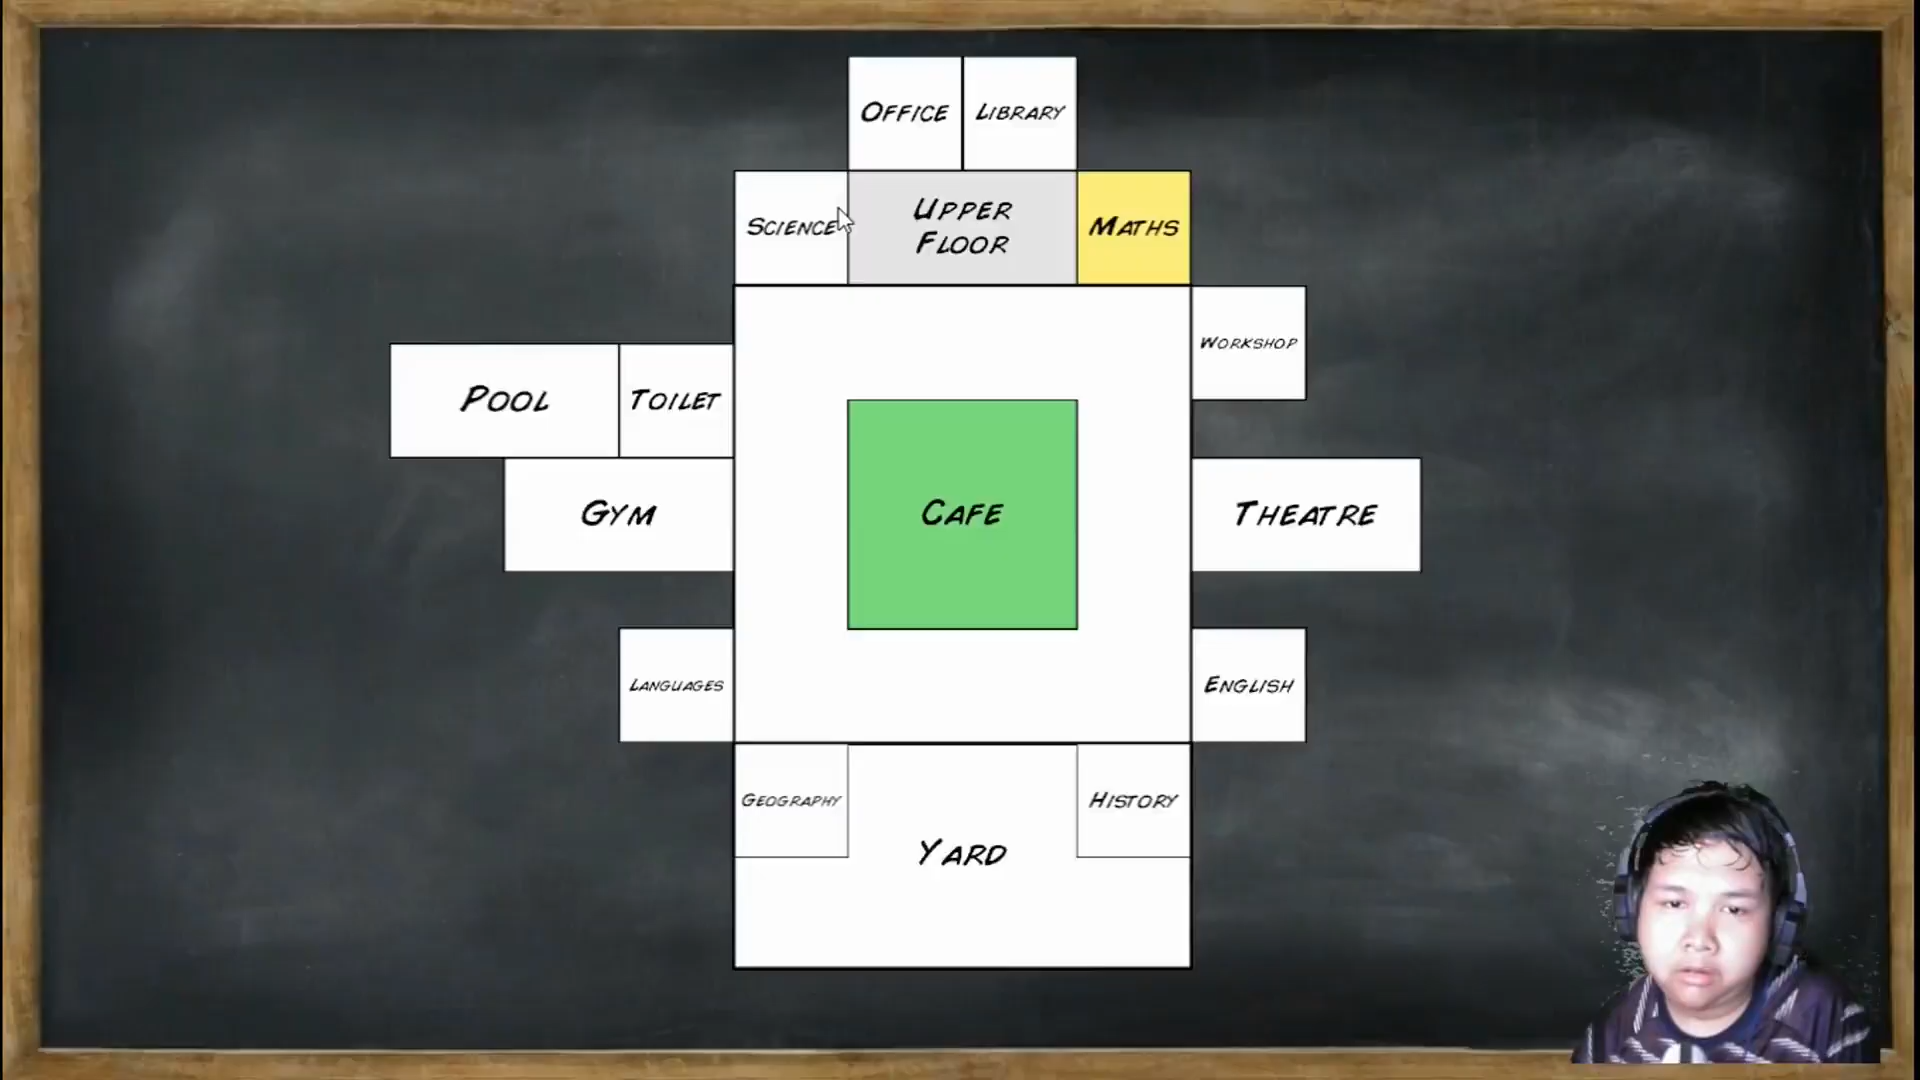 OFFICE
LIBRARY
SCIENCE
UPPER
FLOOR
MATHS
WORKSHOP
POOL
TOILET
GYM
CAFE
THEATRE
LANGUAGES
ENGLISH
GEOGRAPHY
HISTORY
YARD